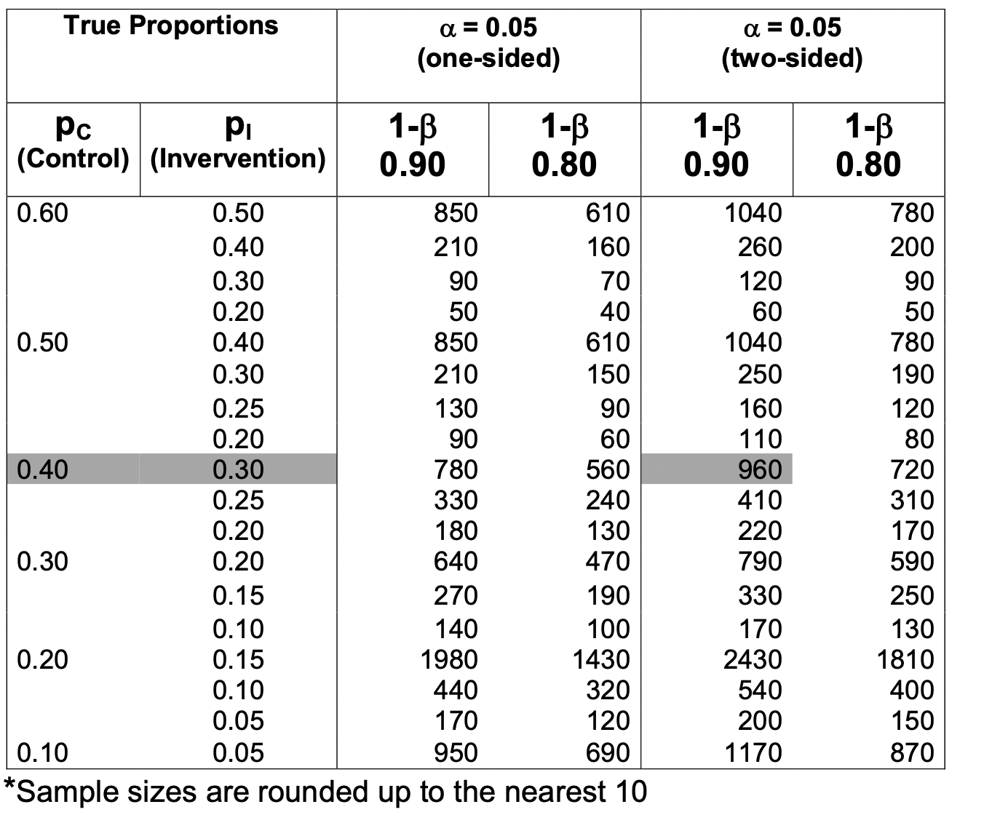 True Proportions α = 0.05 α = 0.05
(one-sided) (two-sided)
pC pI 1-β 1-β 1-β 1-β
(Control) (Invervention) 0.90 0.80 0.90 0.80
0.60 0.50 850 610 1040 780
0.40 210 160 260 200
0.30 90 70 120 90
0.20 50 40 60 50
0.50 0.40 850 610 1040 780
0.30 210 150 250 190
0.25 130 90 160 120
0.20 90 60 110 80
0.40 0.30 780 560 960 720
0.25 330 240 410 310
0.20 180 130 220 170
0.30 0.20 640 470 790 590
0.15 270 190 330 250
0.10 140 100 170 130
0.20 0.15 1980 1430 2430 1810
0.10 440 320 540 400
0.05 170 120 200 150
0.10 0.05 950 690 1170 870
*Sample sizes are rounded up to the nearest 10